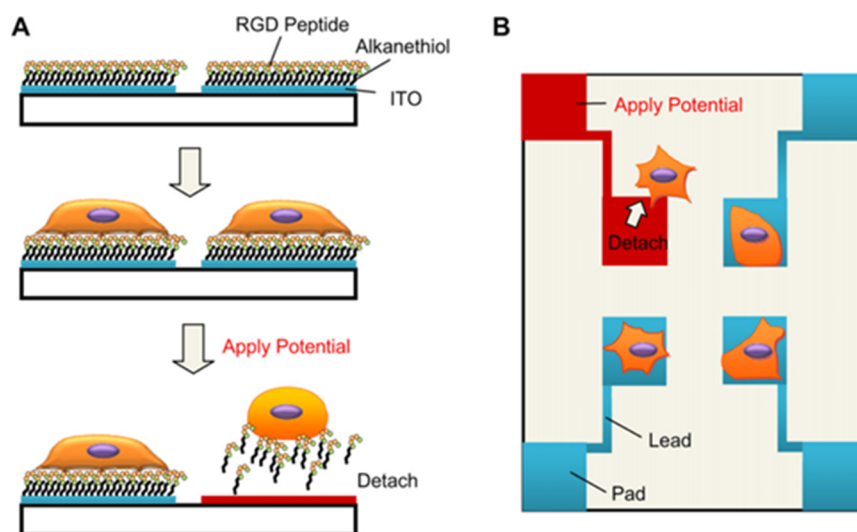 A
RGD Peptide
Alkanethiol
ITO
Apply Potential
Detach
B
Apply Potential
Detach
Lead
Pad